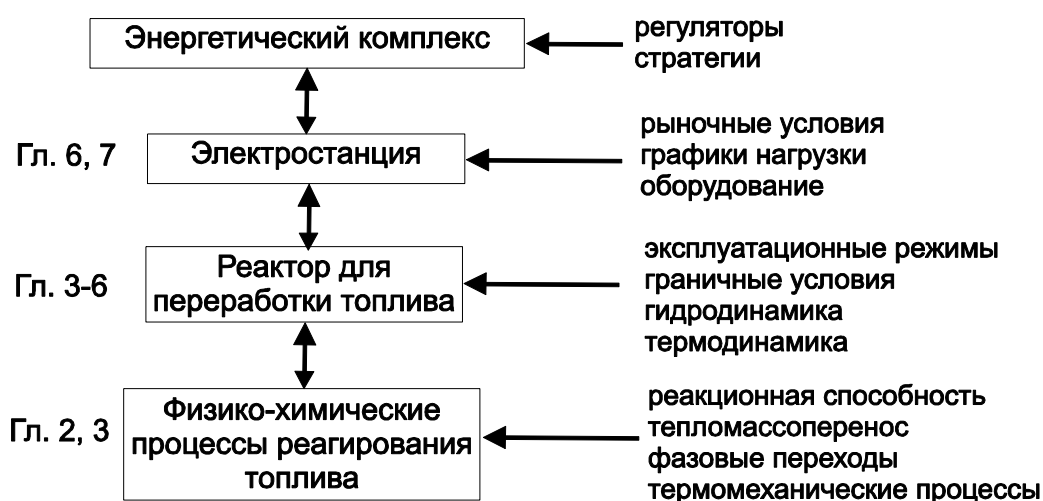 Энергетический комплекс
регуляторы
стратегии
Гл. 6, 7
Электростанция
рыночные условия
графики нагрузки
оборудование
Гл. 3-6
Реактор для
переработки топлива
эксплуатационные режимы
граничные условия
гидродинамика
термодинамика
Гл. 2, 3
Физико-химические
процессы реагирования
топлива
реакционная способность
тепломассоперенос
фазовые переходы
термомеханические процессы